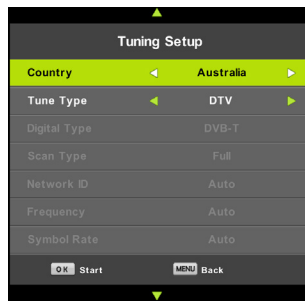 Tuning Setup
Country Australia
Tune Type DTV
Digital Type DVB-T
Scan Type Full
Network ID Auto
Frequency Auto
Symbol Rate Auto
OK Start MENU Back